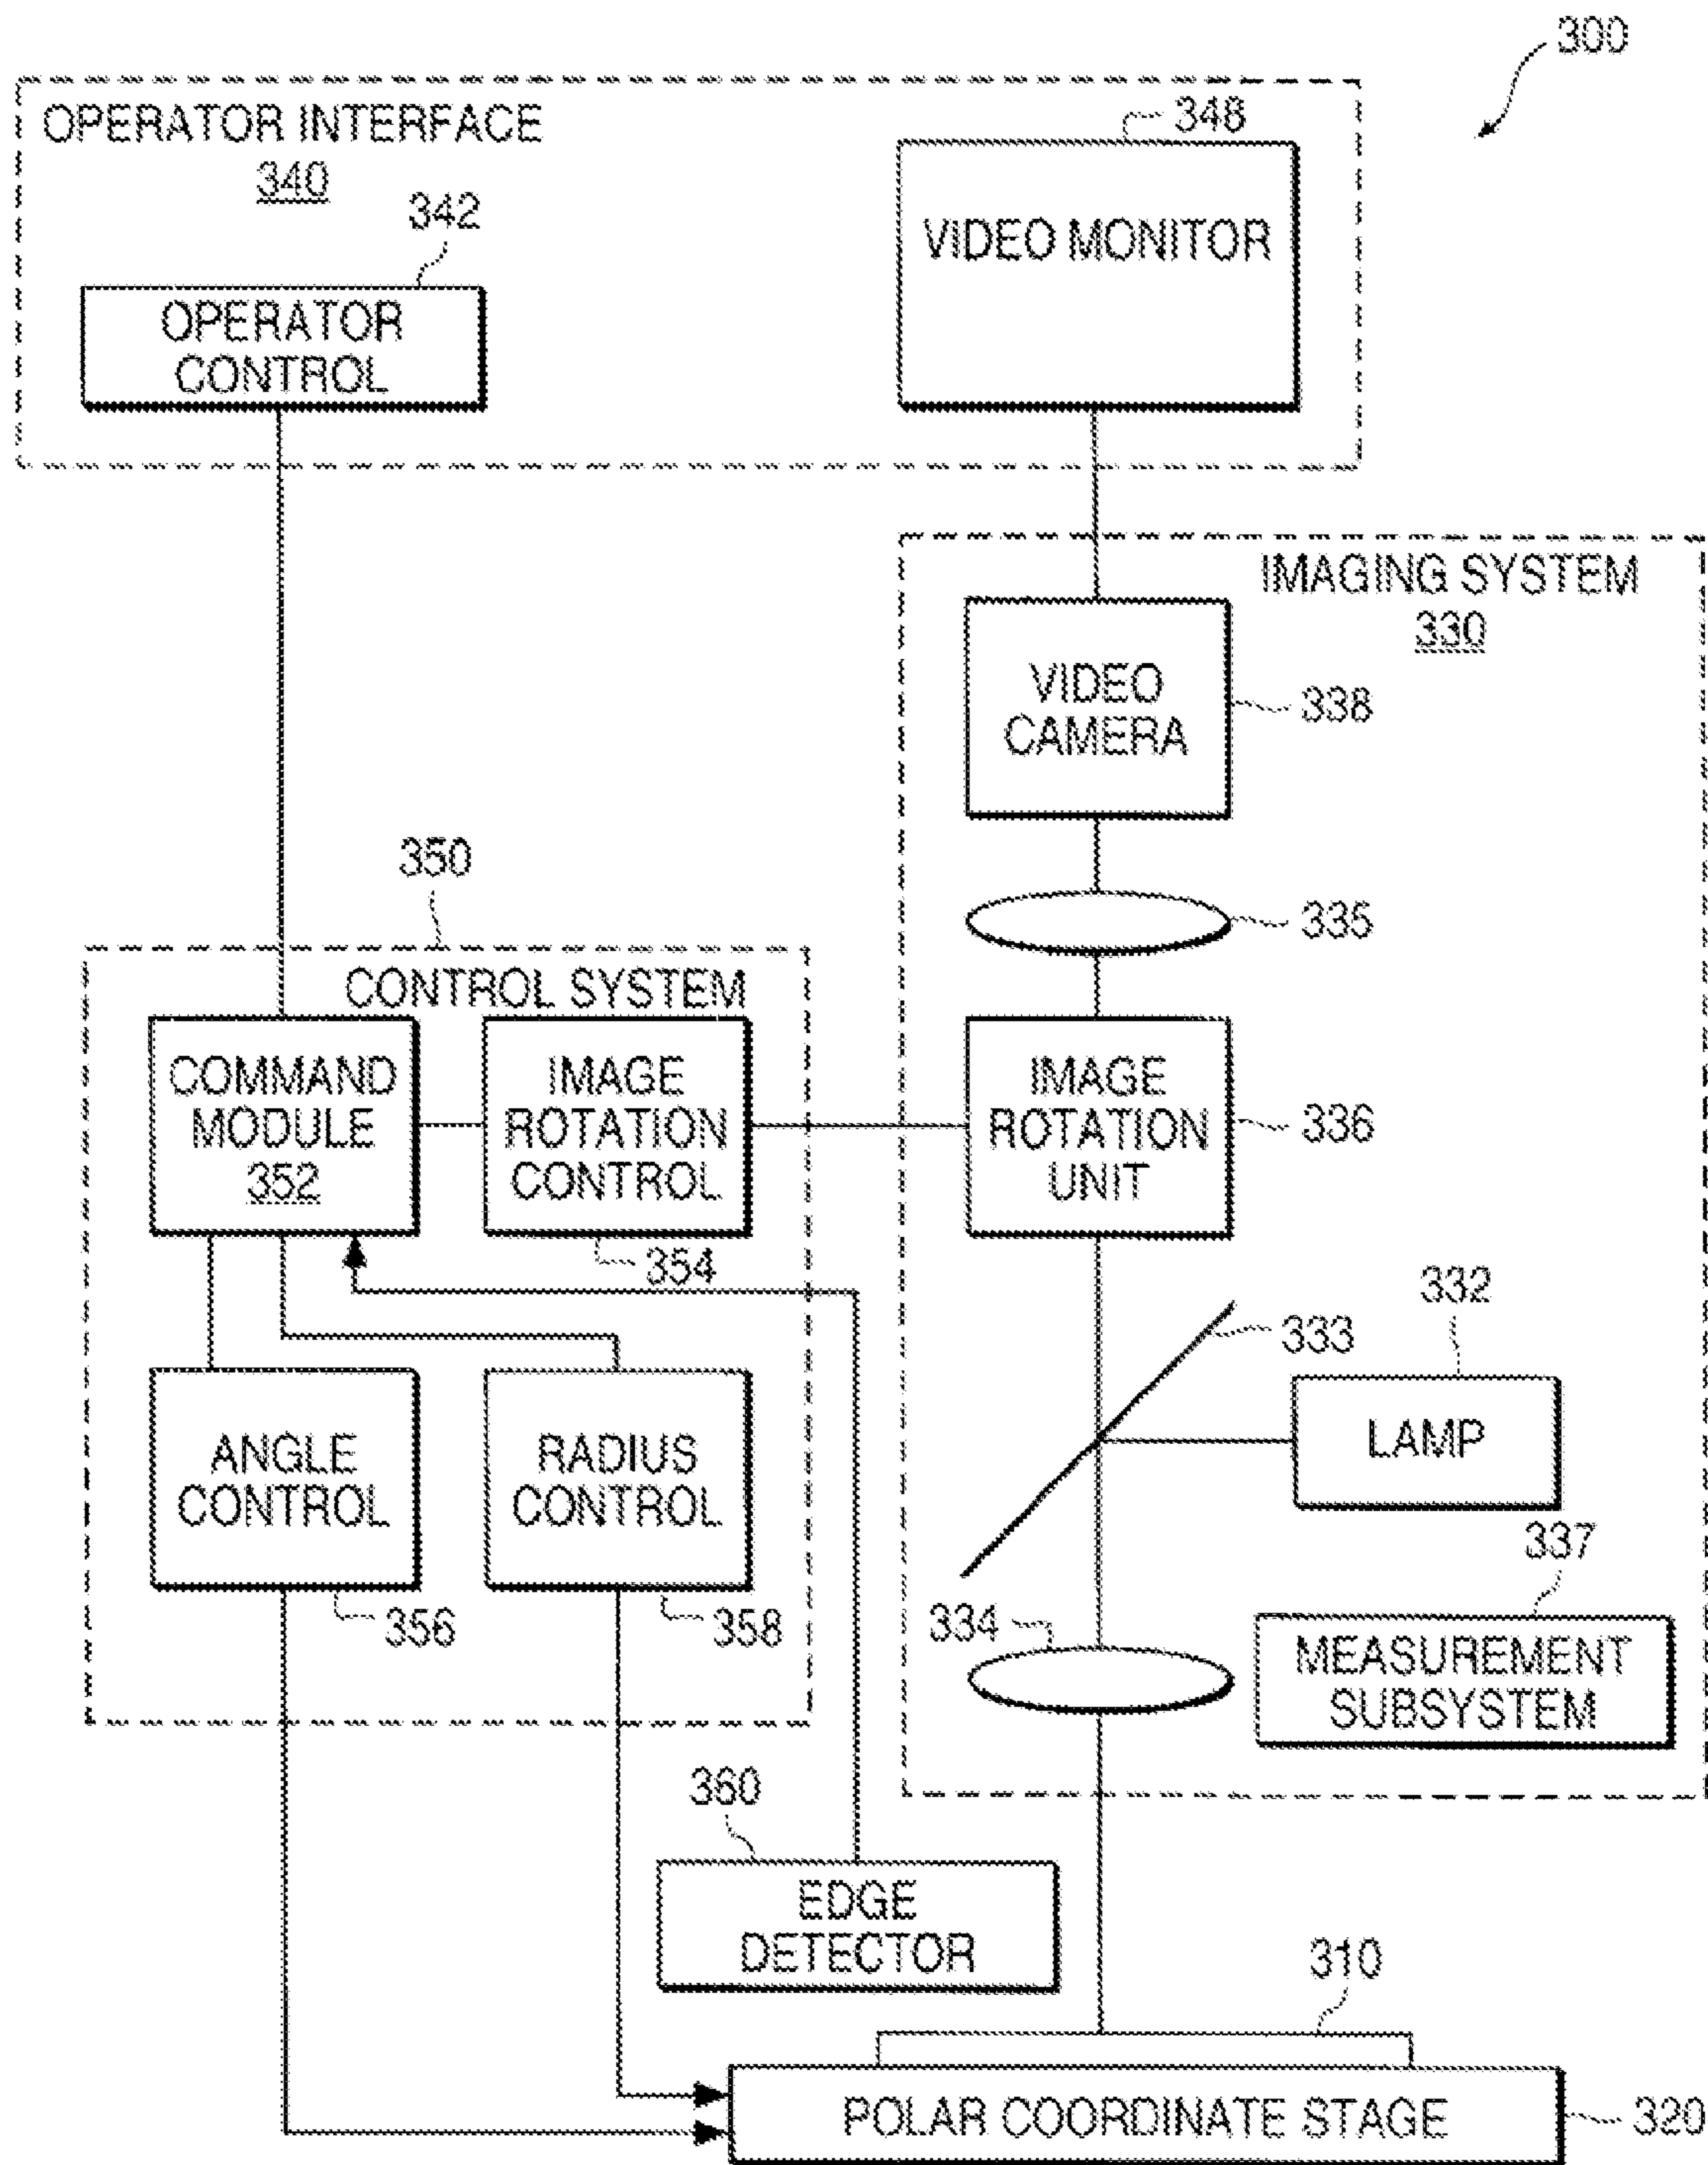 300
OPERATOR INTERFACE
340
342
OPERATOR
CONTROL
348
VIDEO MONITOR
IMAGING SYSTEM
330
VIDEO
CAMERA
338
335
350
CONTROL SYSTEM
COMMAND
MODULE
352
IMAGE
ROTATION
CONTROL
354
IMAGE
ROTATION
UNIT
336
333
332
LAMP
ANGLE
CONTROL
356
RADIUS
CONTROL
358
334
337
MEASUREMENT
SUBSYSTEM
360
EDGE
DETECTOR
310
POLAR COORDINATE STAGE
320